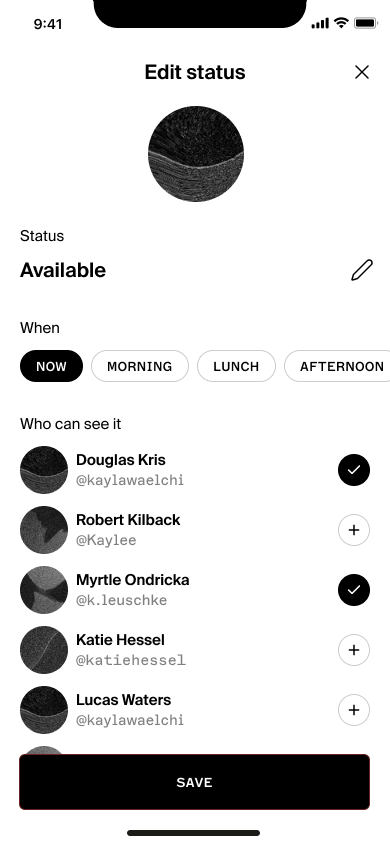 9:41
Edit status
Status
Available
When
NOW
MORNING
LUNCH
AFTERNOON
Who can see it
Douglas Kris
@kaylawaelchi
Robert Kilback
@Kaylee
Myrtle Ondricka
@k.leuschke
Katie Hessel
@katiehessel
Lucas Waters
@kaylawaelchi
SAVE